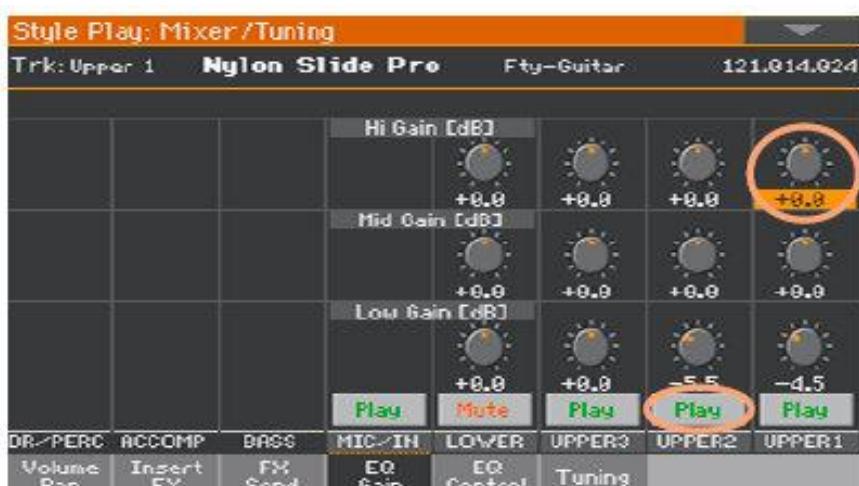 Style Play: Mixer/Tuning
Trk: Upper 1 Nylon Slide Pro Fty-Guitar 121.014.024
Hi Gain [dB]
+0.0 +0.0 +0.0 +0.0
Mid Gain [dB]
+0.0 +0.0 +0.0 +0.0
Low Gain [dB]
+0.0 +0.0 -5.5 -4.5
Play Mute Play Play Play
DR/PERC ACCOMP BASS MIC/IN LOWER UPPER3 UPPER2 UPPER1
Volume Insert FX EQ EQ Tuning
Pan FX Send Gain Control